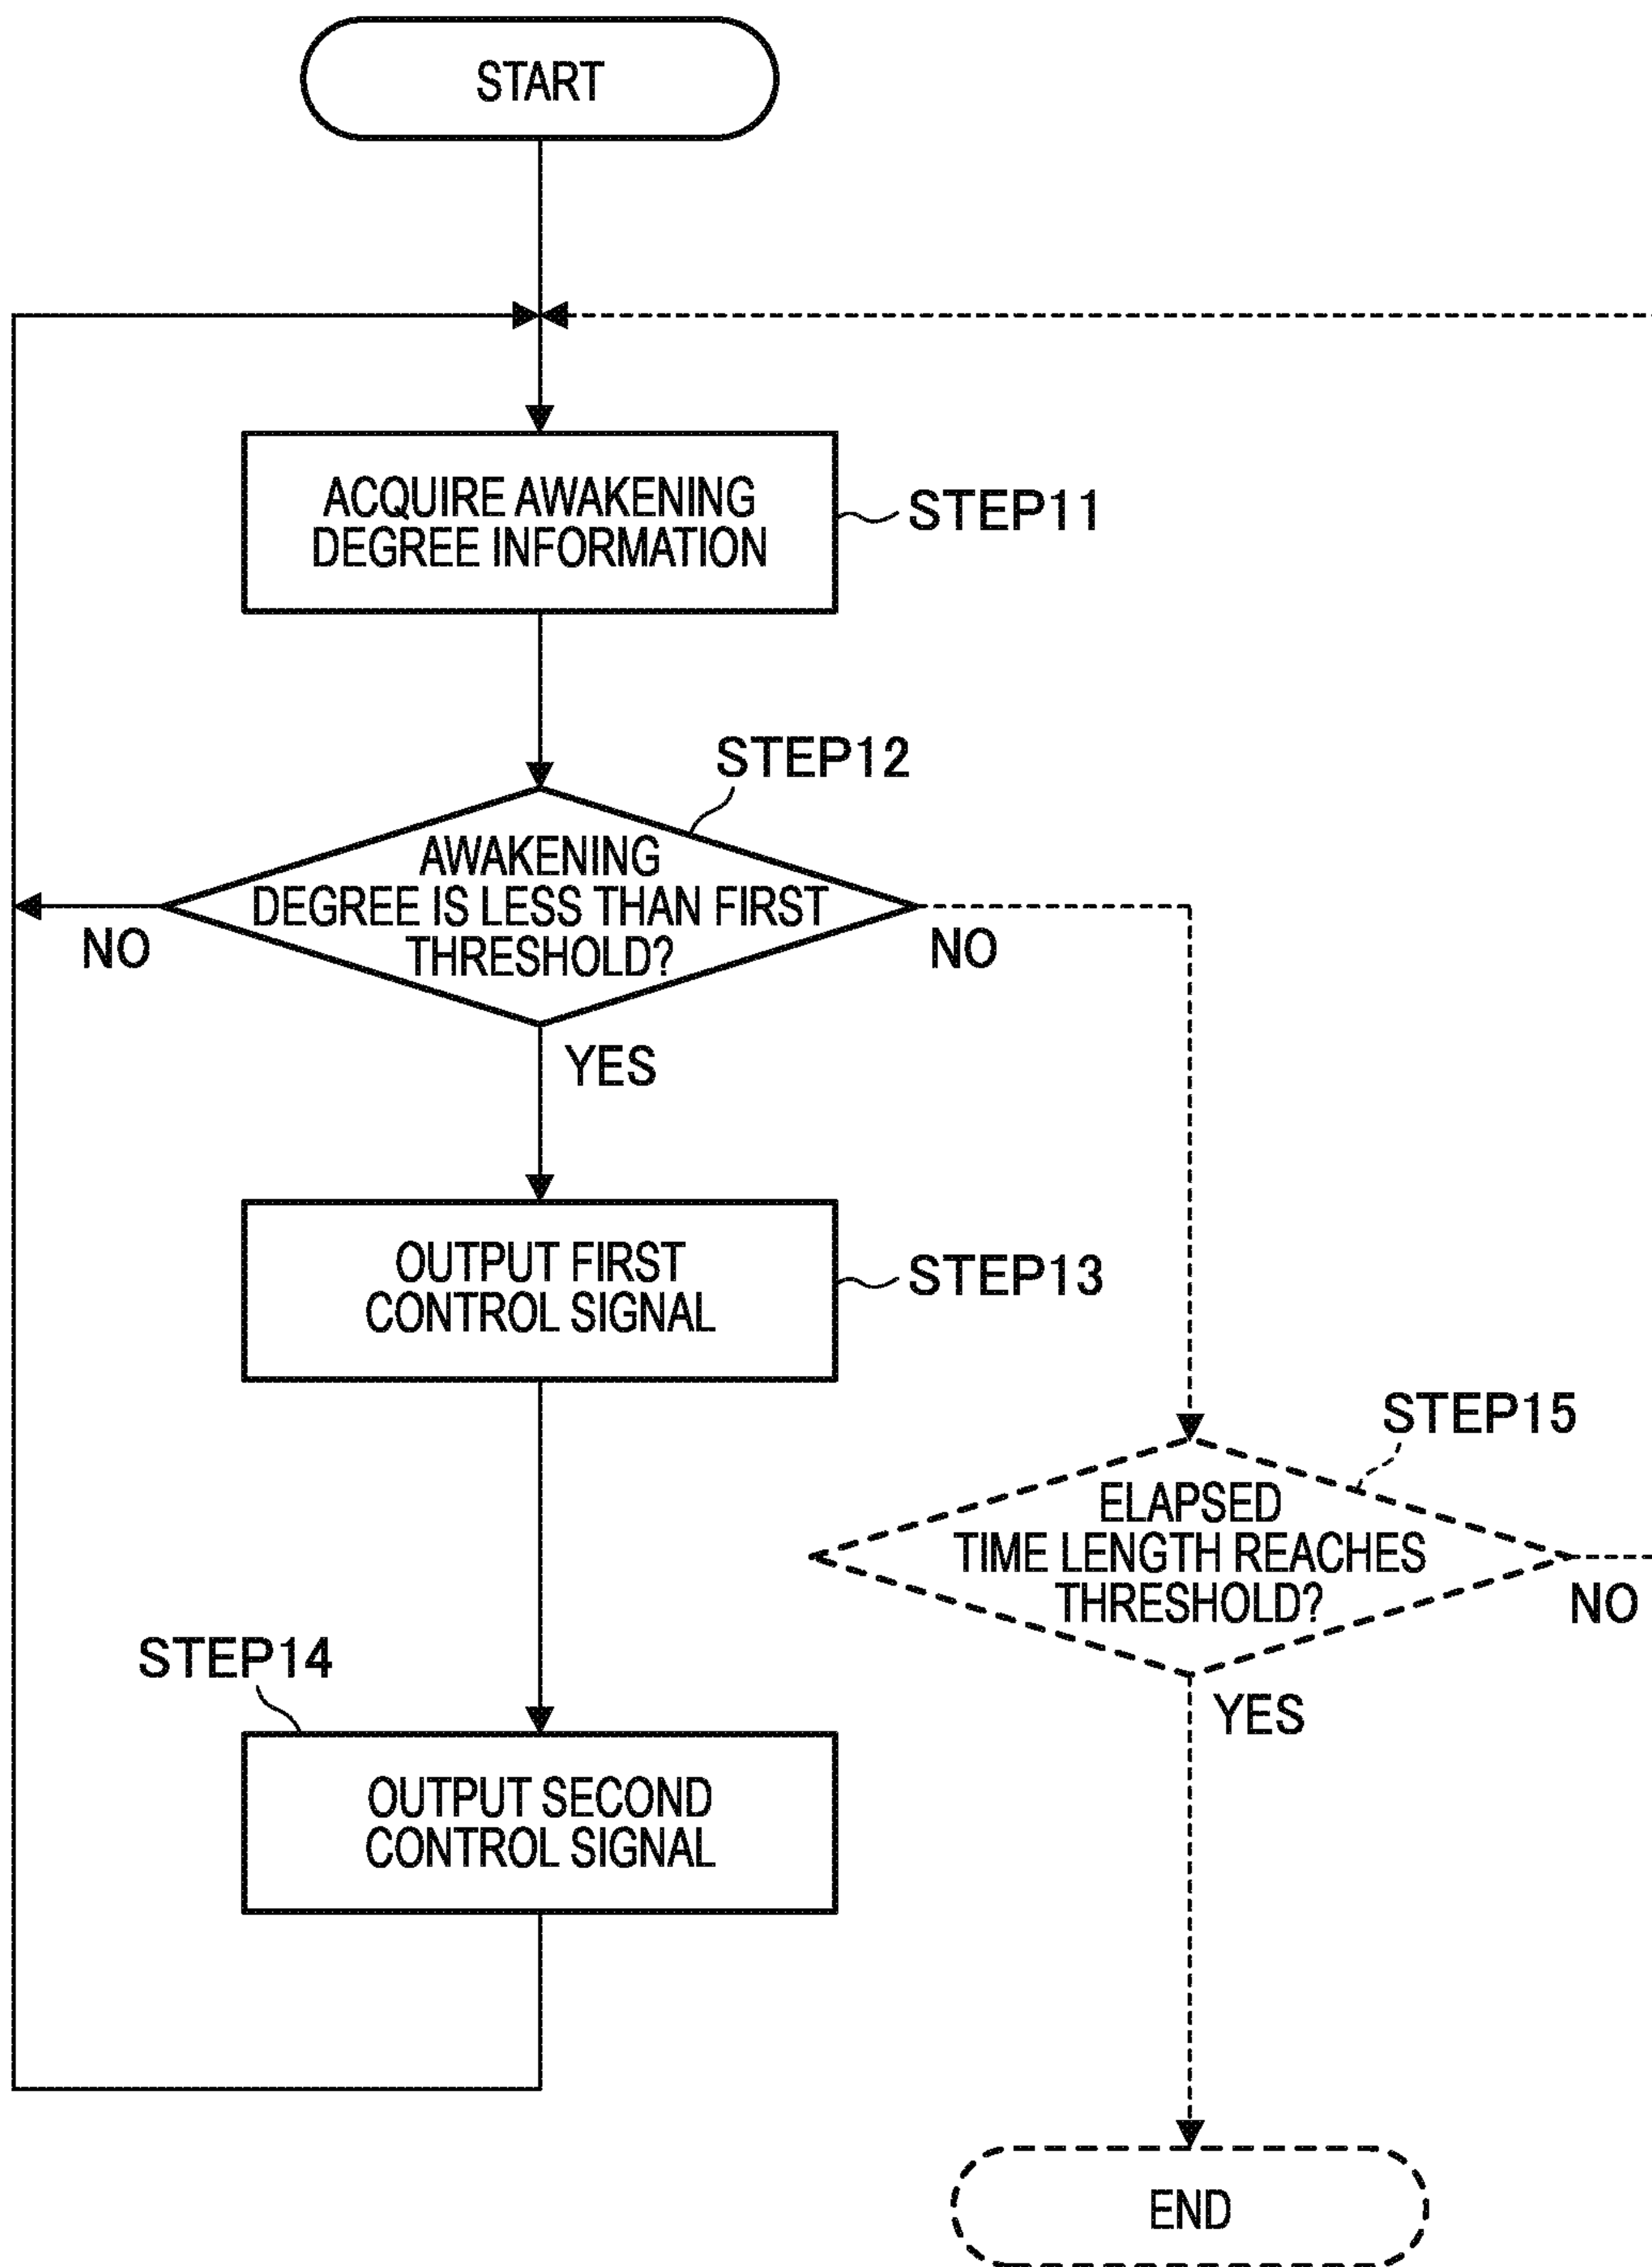 START
ACQUIRE AWAKENING
DEGREE INFORMATION
STEP11
STEP12
AWAKENING
DEGREE IS LESS THAN FIRST
THRESHOLD?
NO
NO
YES
OUTPUT FIRST
CONTROL SIGNAL
STEP13
STEP15
ELAPSED
TIME LENGTH REACHES
THRESHOLD?
NO
YES
STEP14
OUTPUT SECOND
CONTROL SIGNAL
END